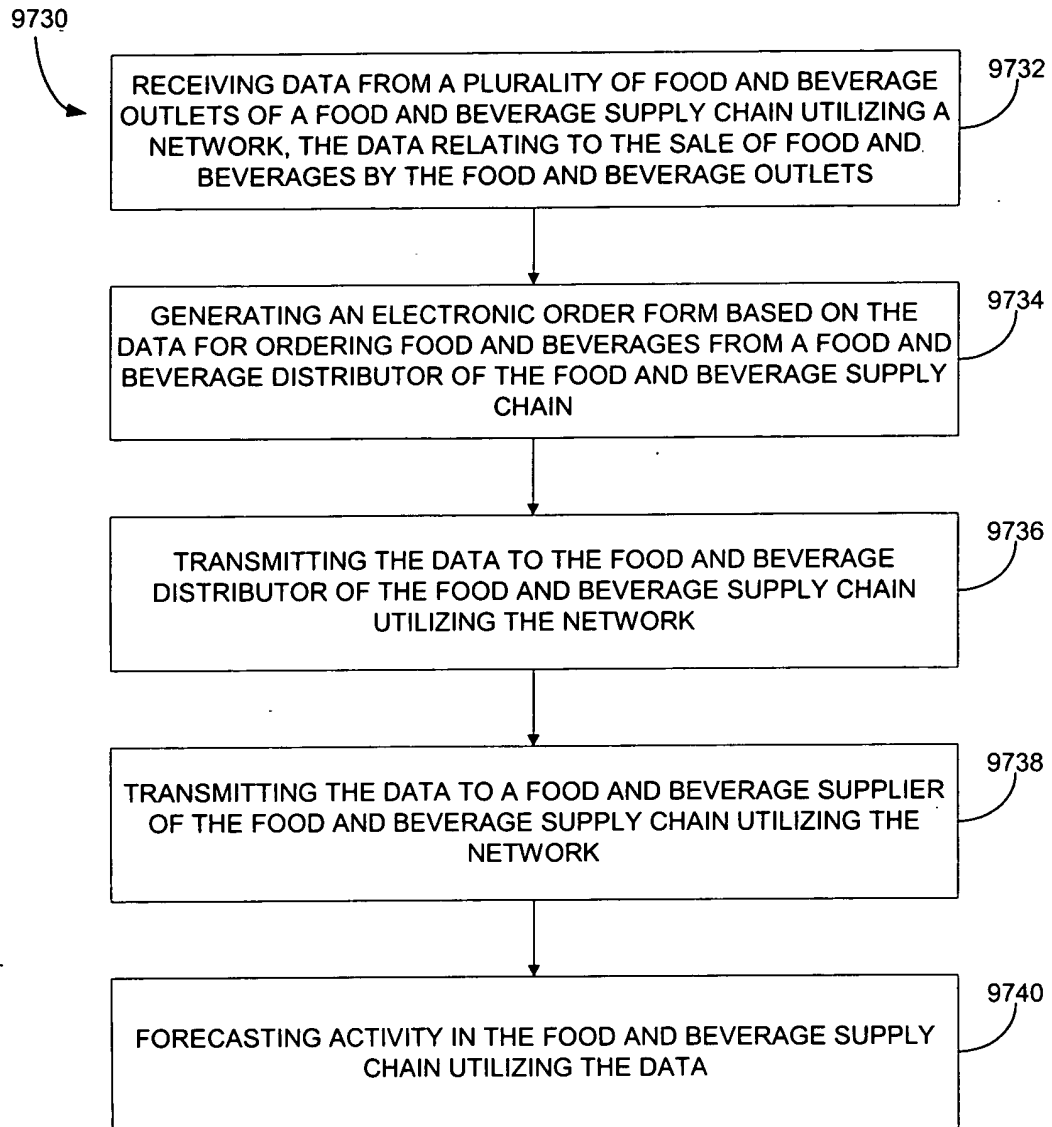 9730
RECEIVING DATA FROM A PLURALITY OF FOOD AND BEVERAGE
OUTLETS OF A FOOD AND BEVERAGE SUPPLY CHAIN UTILIZING A
NETWORK, THE DATA RELATING TO THE SALE OF FOOD AND
BEVERAGES BY THE FOOD AND BEVERAGE OUTLETS
9732
GENERATING AN ELECTRONIC ORDER FORM BASED ON THE
DATA FOR ORDERING FOOD AND BEVERAGES FROM A FOOD AND
BEVERAGE DISTRIBUTOR OF THE FOOD AND BEVERAGE SUPPLY
CHAIN
9734
TRANSMITTING THE DATA TO THE FOOD AND BEVERAGE
DISTRIBUTOR OF THE FOOD AND BEVERAGE SUPPLY CHAIN
UTILIZING THE NETWORK
9736
TRANSMITTING THE DATA TO A FOOD AND BEVERAGE SUPPLIER
OF THE FOOD AND BEVERAGE SUPPLY CHAIN UTILIZING THE
NETWORK
9738
FORECASTING ACTIVITY IN THE FOOD AND BEVERAGE SUPPLY
CHAIN UTILIZING THE DATA
9740